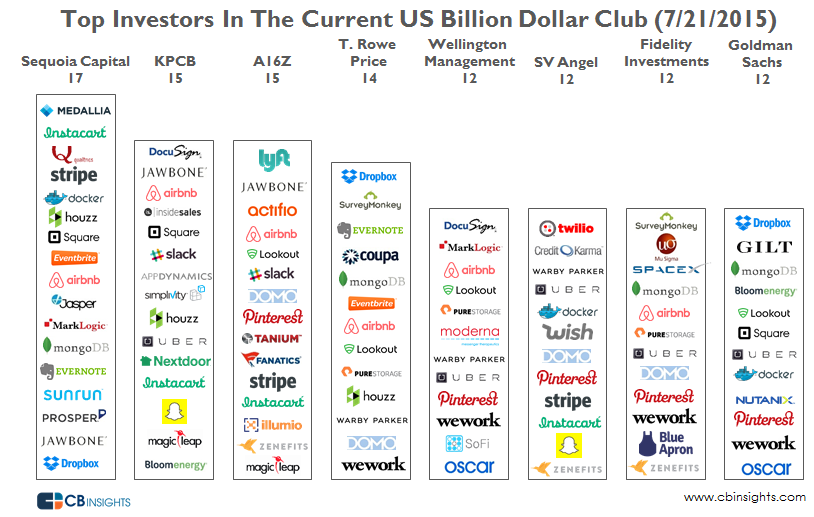 Top Investors In The Current US Billion Dollar Club (7/21/2015)
Sequoia Capital
17
MEDALLIA
Instacart
Qualtrics
stripe
docker
houzz
Square
Eventbrite
airbnb
Jasper
MarkLogic
mongoDB
EVERNOTE
SUNRUN
PROSPER
JAWBONE
Dropbox
KPCB
15
DocuSign
JAWBONE
airbnb
insidesales
Square
slack
APPDYNAMICS
simplivity
houzz
UBER
Nextdoor
Instacart
magic leap
Bloomenergy
A16Z
15
lyft
JAWBONE
actifio
airbnb
Lookout
slack
DOMO
Pinterest
TANIUM
FANATICS
stripe
Instacart
illumio
ZENEFITS
magic leap
T. Rowe
Price
14
Dropbox
SurveyMonkey
EVERNOTE
coupa
mongoDB
Eventbrite
airbnb
Lookout
PURESTORAGE
houzz
WARBY PARKER
DOMO
wework
Wellington
Management
12
DocuSign
MarkLogic
airbnb
Lookout
PURESTORAGE
moderna
WARBY PARKER
UBER
Pinterest
wework
SoFi
oscar
SV Angel
12
twilio
Credit Karma
WARBY PARKER
UBER
docker
wish
DOMO
Pinterest
stripe
Instacart
ZENEFITS
Fidelity
Investments
12
SurveyMonkey
Mu Sigma
SPACEX
mongoDB
airbnb
PURESTORAGE
UBER
DOMO
Pinterest
wework
Blue
Apron
ZENEFITS
Goldman
Sachs
12
Dropbox
GILT
mongoDB
Bloomenergy
Lookout
Square
UBER
docker
NUTANIX
Pinterest
wework
oscar
CBINSIGHTS
www.cbinsights.com